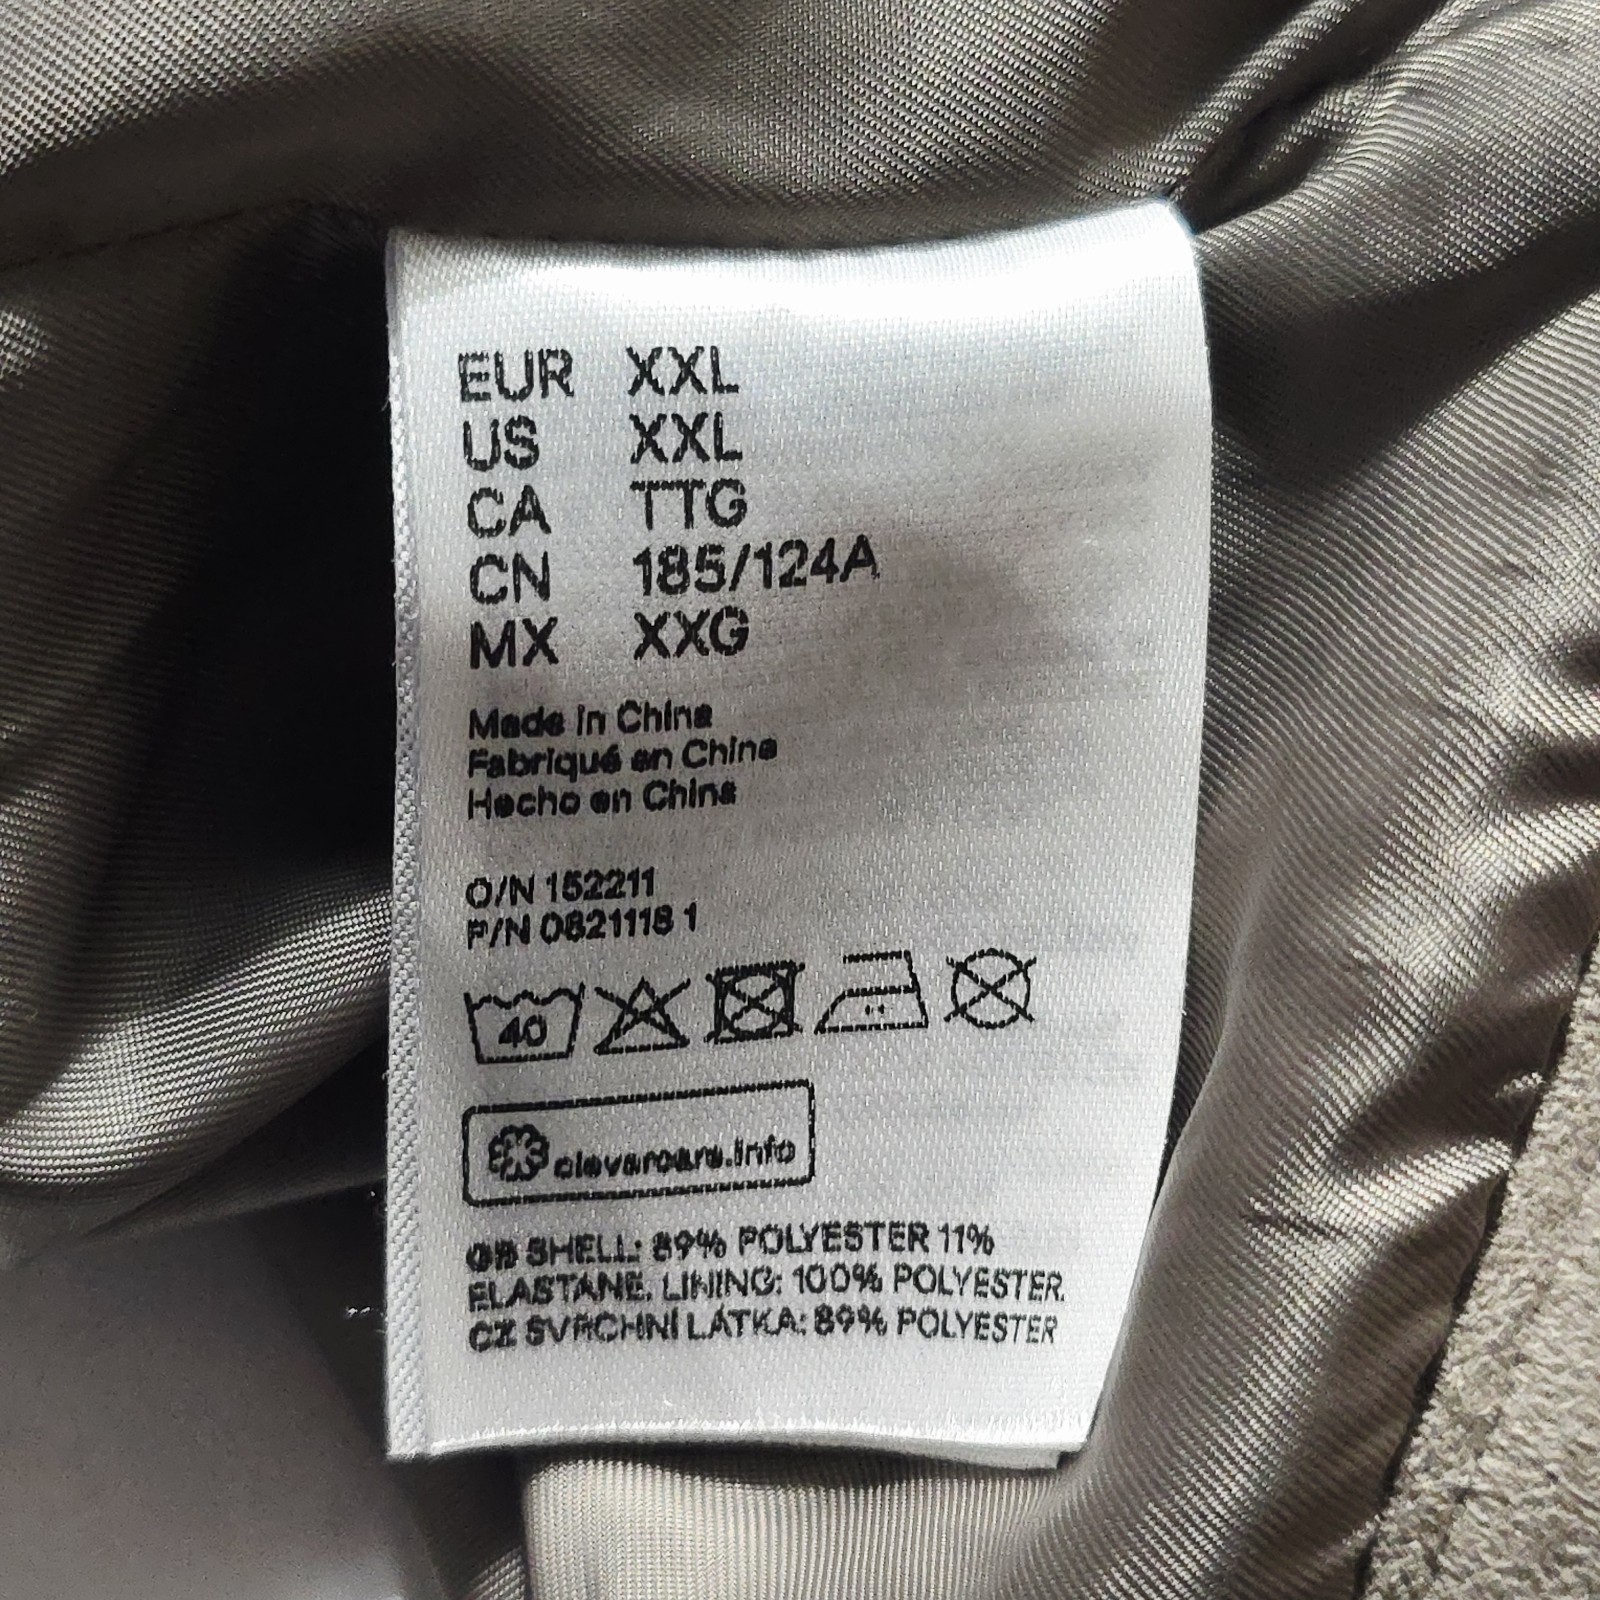 EUR XXL
US XXL
CA TTG
CN 185/124A
MX XXG
Made in China
Fabriqué en Chine
Hecho en China
O/N 152211
P/N 0821118 1
40
clevercare.info
GB SHELL: 89% POLYESTER 11%
ELASTANE. LINING: 100% POLYESTER.
CZ SVRCHNÍ LÁTKA: 89% POLYESTER